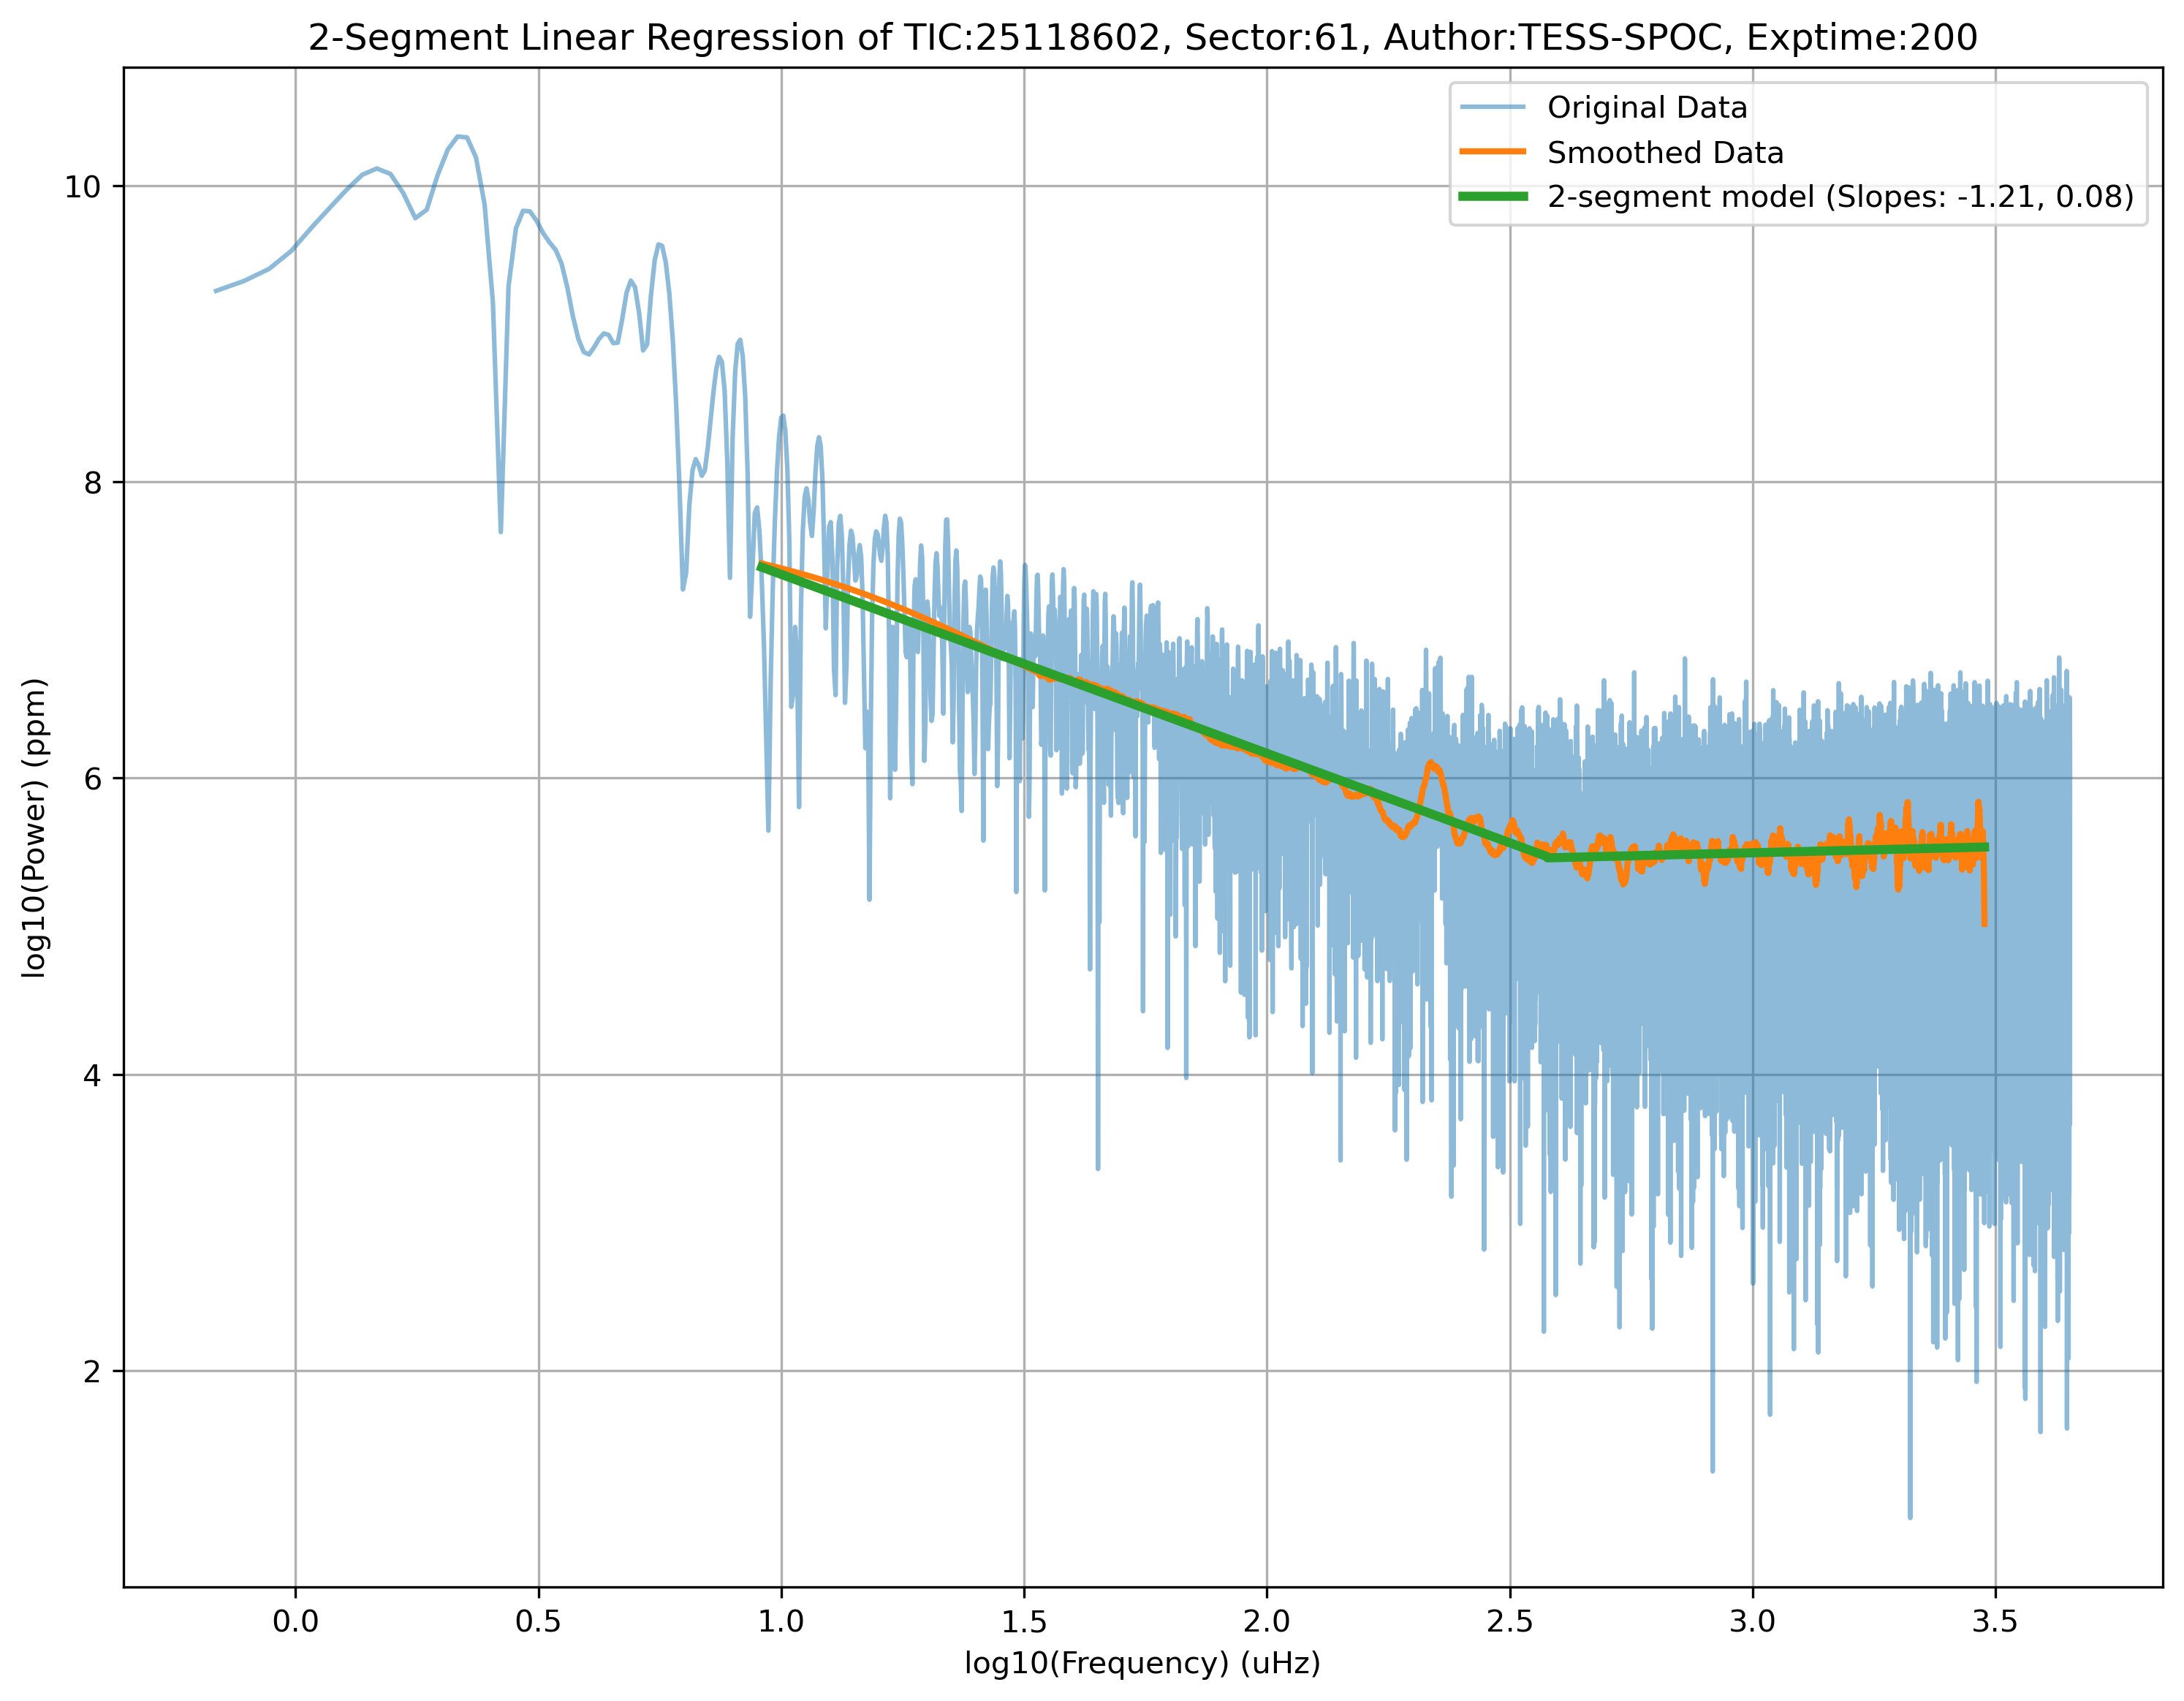 2-Segment Linear Regression of TIC:25118602, Sector:61, Author:TESS-SPOC, Exptime:200
Original Data
Smoothed Data
2-segment model (Slopes: -1.21, 0.08)
log10(Power) (ppm)
10
8
6
4
2
0.0 0.5 1.0 1.5 2.0 2.5 3.0 3.5
log10(Frequency) (uHz)